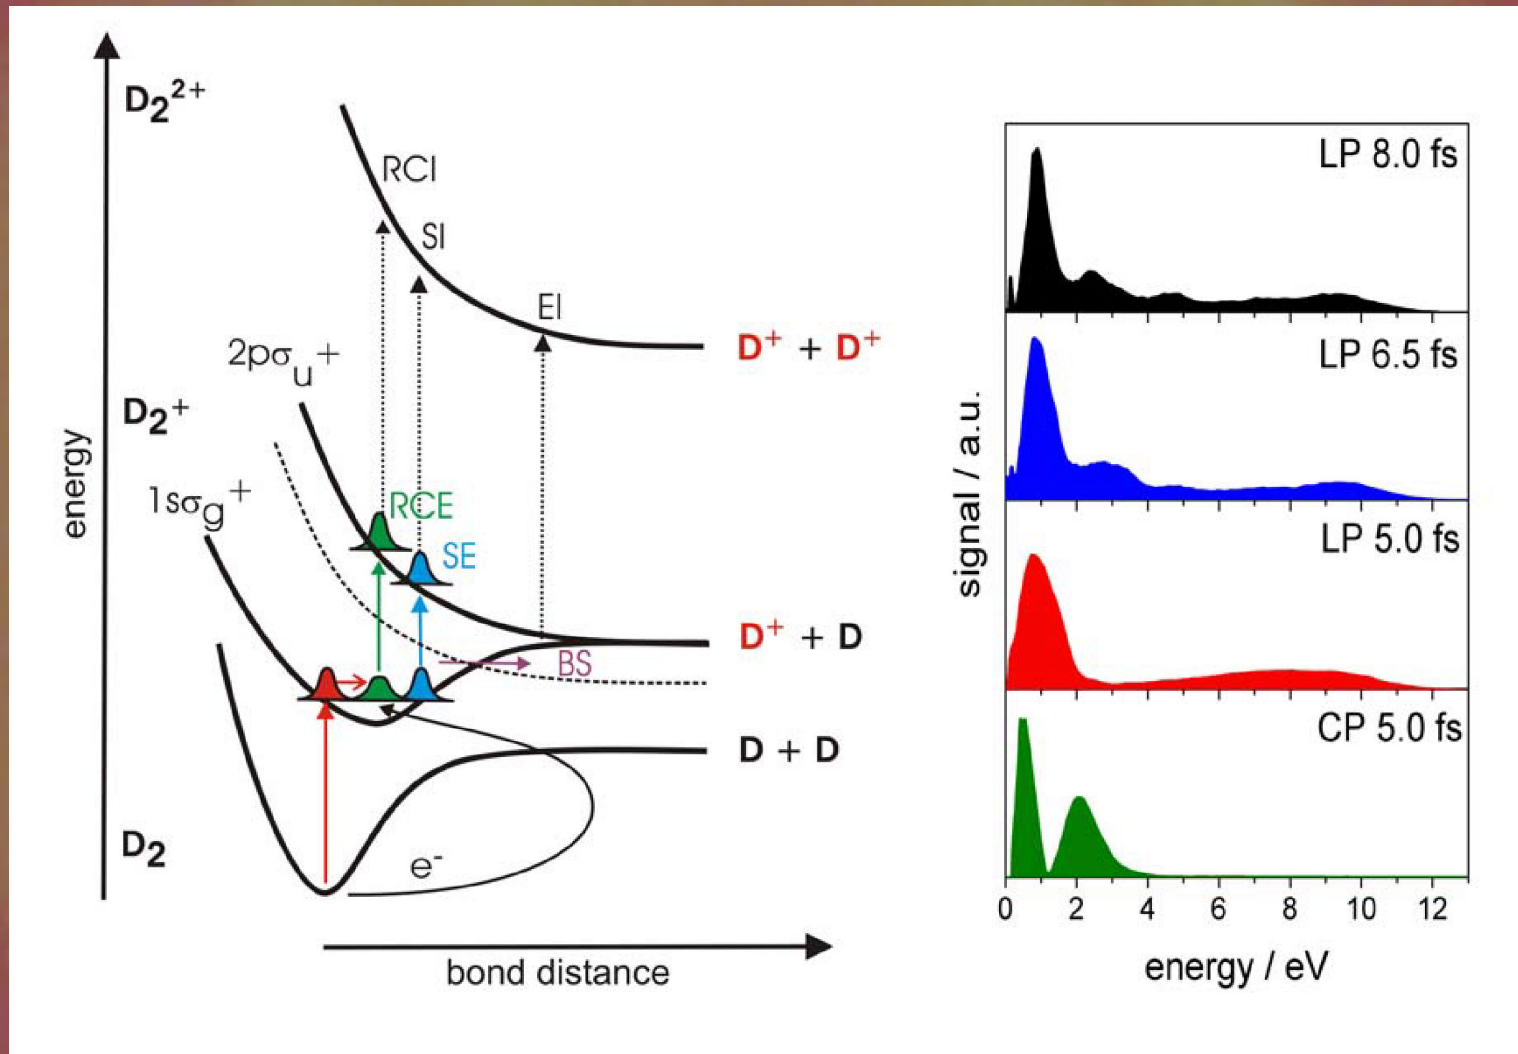 D₂²⁺
RCI
SI
EI
D⁺ + D⁺
2pσᵤ⁺
D₂⁺
1sσg⁺
RCE
SE
D⁺ + D
BS
D + D
D₂
e⁻
energy
bond distance
LP 8.0 fs
LP 6.5 fs
LP 5.0 fs
CP 5.0 fs
signal / a.u.
0 2 4 6 8 10 12
energy / eV